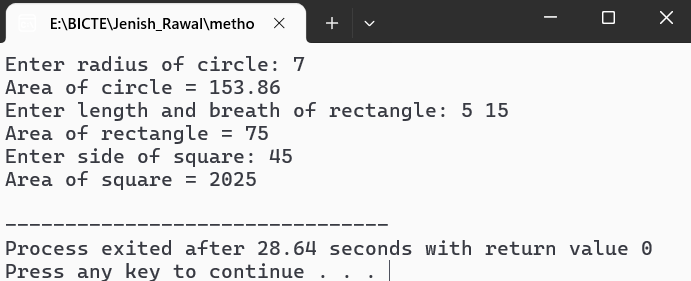 E:\BICTE\Jenish_Rawal\metho
Enter radius of circle: 7
Area of circle = 153.86
Enter length and breath of rectangle: 5 15
Area of rectangle = 75
Enter side of square: 45
Area of square = 2025
--------------------------------
Process exited after 28.64 seconds with return value 0
Press any key to continue . . .